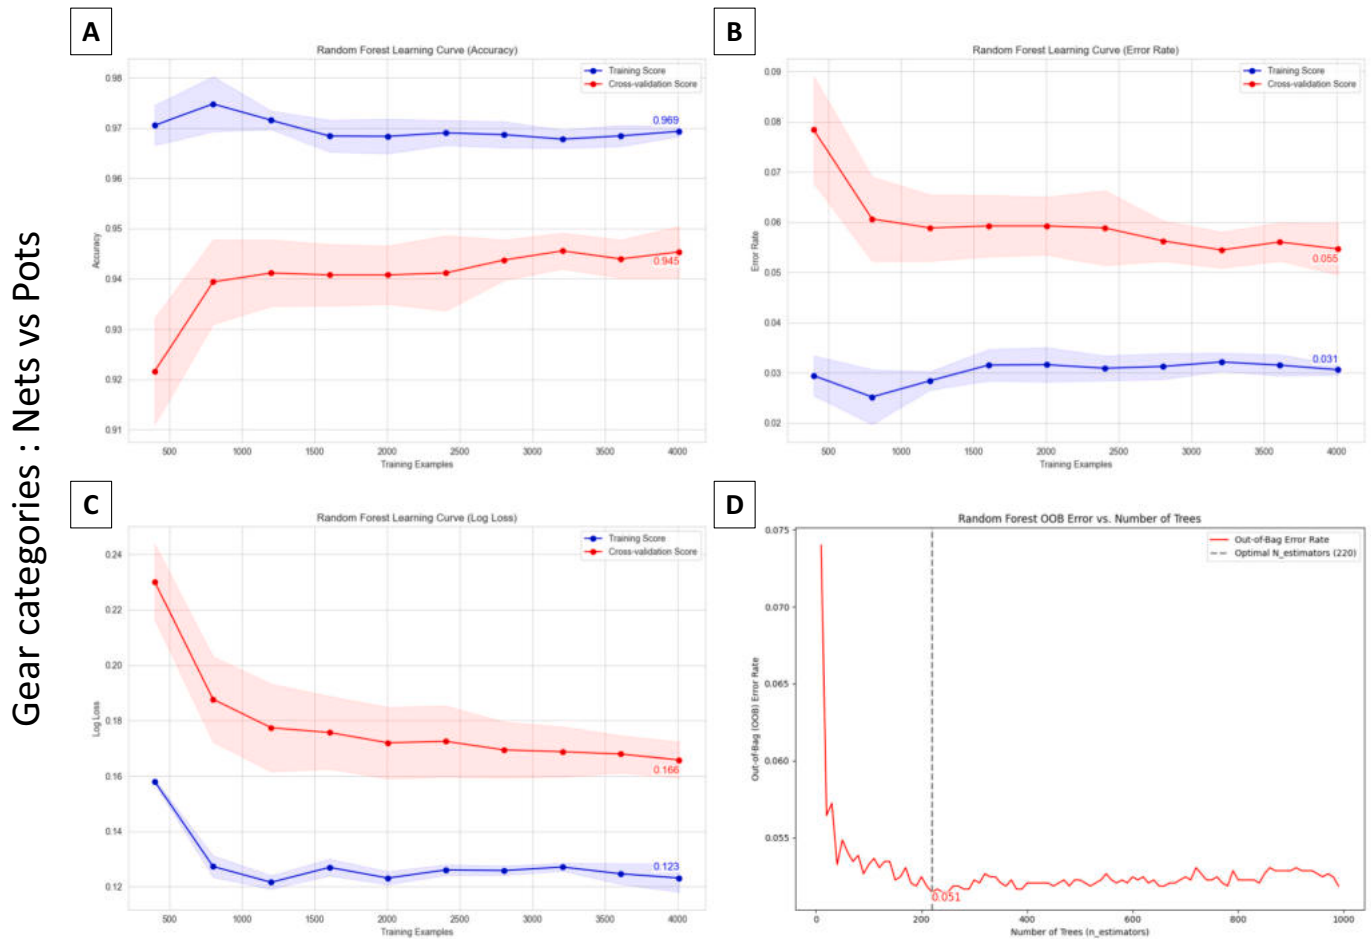 Gear categories : Nets vs Pots
A
Random Forest Learning Curve (Accuracy)
Training Score
Cross-validation Score
0.98
0.97
0.96
0.95
0.94
0.93
0.92
0.91
Accuracy
0.969
0.945
500 1000 1500 2000 2500 3000 3500 4000
Training Examples
B
Random Forest Learning Curve (Error Rate)
Training Score
Cross-validation Score
0.09
0.08
0.07
0.06
0.05
0.04
0.03
0.02
Error Rate
0.055
0.031
500 1000 1500 2000 2500 3000 3500 4000
Training Examples
C
Random Forest Learning Curve (Log Loss)
Training Score
Cross-validation Score
0.24
0.22
0.20
0.18
0.16
0.14
0.12
Log Loss
0.166
0.123
500 1000 1500 2000 2500 3000 3500 4000
Training Examples
D
Random Forest OOB Error vs. Number of Trees
Out-of-Bag Error Rate
Optimal N_estimators (220)
0.075
0.070
0.065
0.060
0.055
Out-of-Bag (OOB) Error Rate
0.051
0 200 400 600 800 1000
Number of Trees (n_estimators)